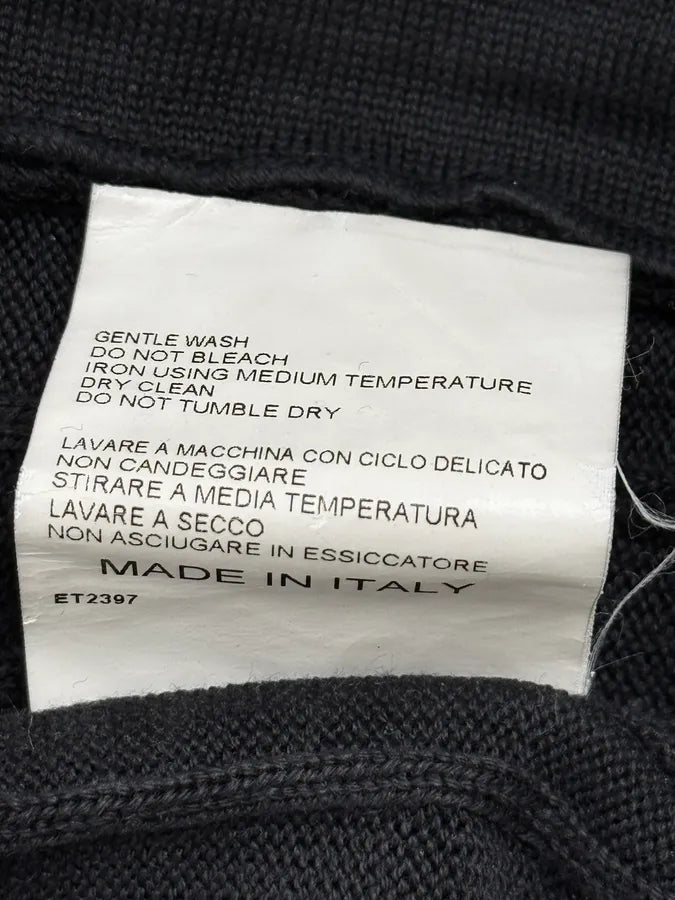 GENTLE WASH
DO NOT BLEACH
IRON USING MEDIUM TEMPERATURE
DRY CLEAN
DO NOT TUMBLE DRY
LAVARE A MACCHINA CON CICLO DELICATO
NON CANDEGGIARE
STIRARE A MEDIA TEMPERATURA
LAVARE A SECCO
NON ASCIUGARE IN ESSICCATORE
MADE IN ITALY
ET2397